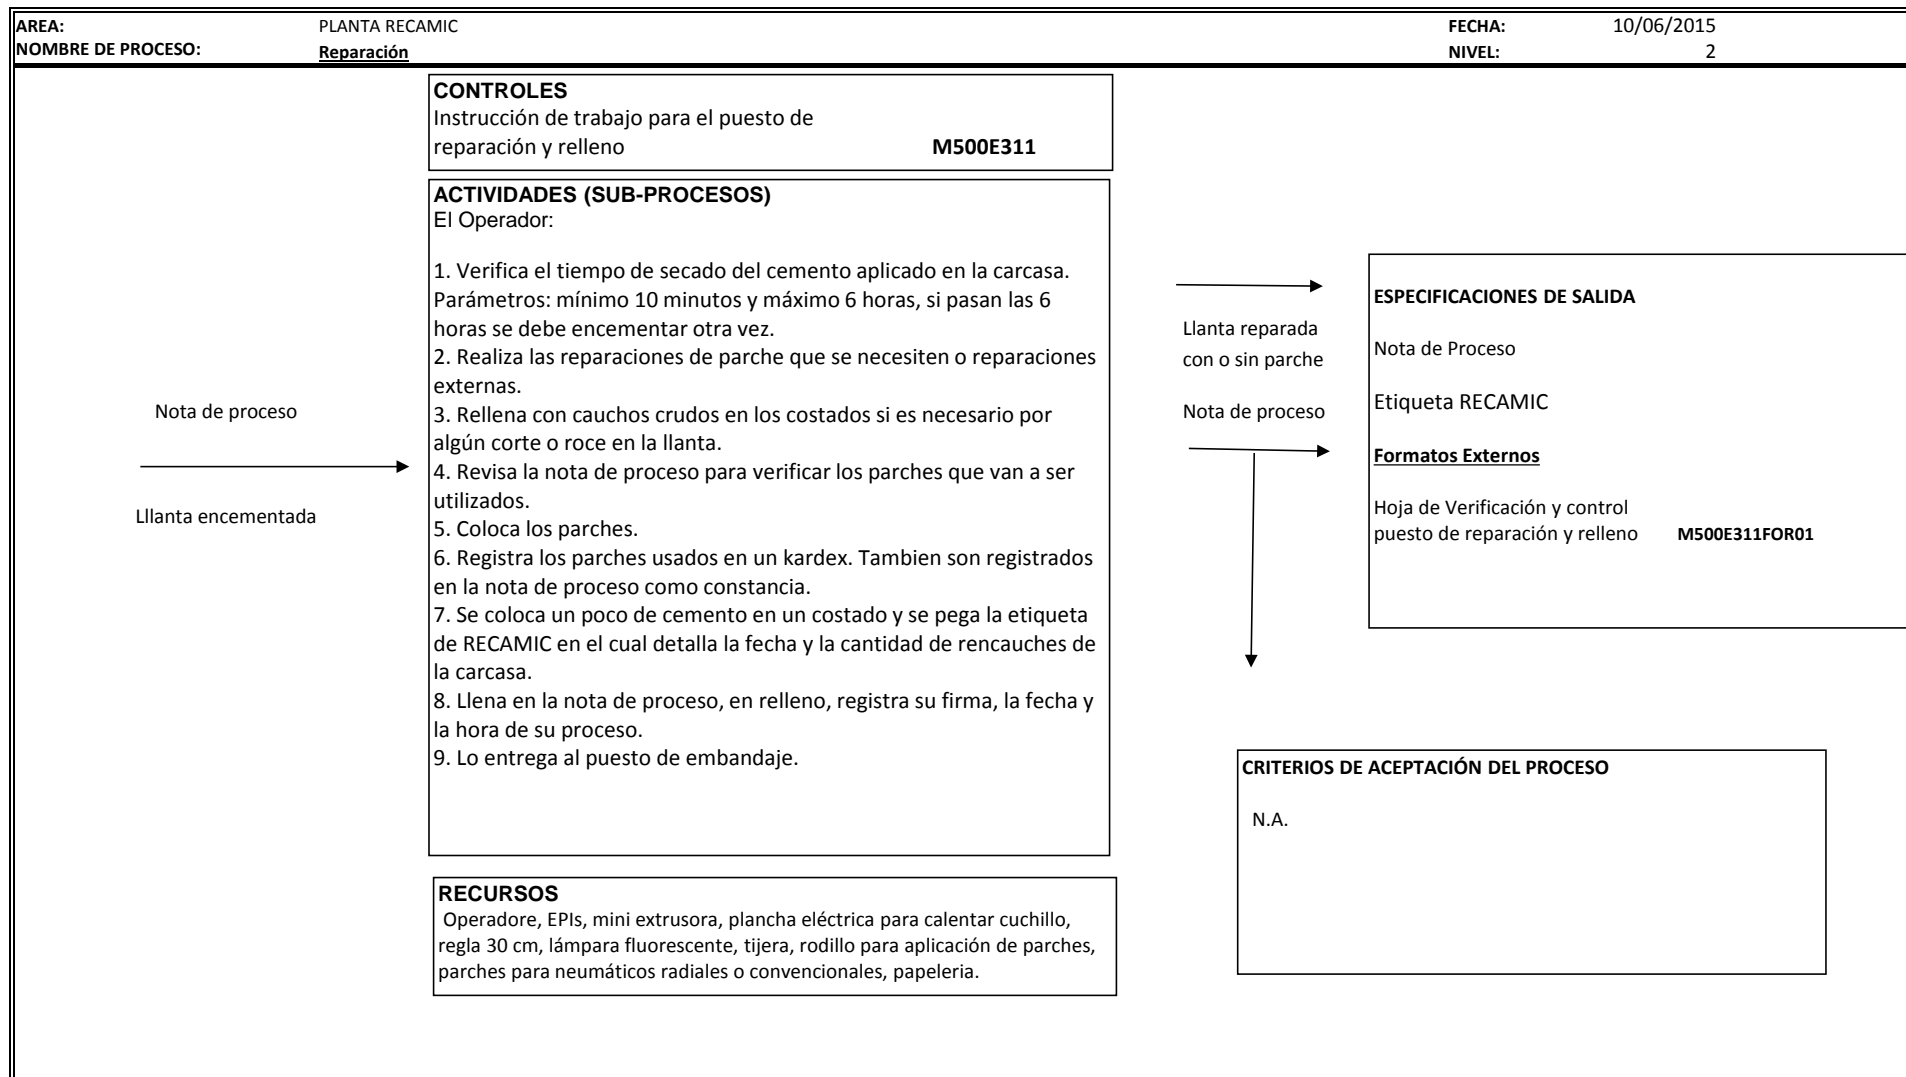 AREA: PLANTA RECAMIC FECHA: 10/06/2015
NOMBRE DE PROCESO: Reparación NIVEL: 2
CONTROLES
Instrucción de trabajo para el puesto de
reparación y relleno M500E311
ACTIVIDADES (SUB-PROCESOS)
El Operador:
1. Verifica el tiempo de secado del cemento aplicado en la carcasa.
Parámetros: mínimo 10 minutos y máximo 6 horas, si pasan las 6
horas se debe encementar otra vez.
2. Realiza las reparaciones de parche que se necesiten o reparaciones
externas.
3. Rellena con cauchos crudos en los costados si es necesario por
algún corte o roce en la llanta.
4. Revisa la nota de proceso para verificar los parches que van a ser
utilizados.
5. Coloca los parches.
6. Registra los parches usados en un kardex. Tambien son registrados
en la nota de proceso como constancia.
7. Se coloca un poco de cemento en un costado y se pega la etiqueta
de RECAMIC en el cual detalla la fecha y la cantidad de rencauches de
la carcasa.
8. Llena en la nota de proceso, en relleno, registra su firma, la fecha y
la hora de su proceso.
9. Lo entrega al puesto de embandaje.
Nota de proceso
Lllanta encementada
Llanta reparada
con o sin parche
Nota de proceso
ESPECIFICACIONES DE SALIDA
Nota de Proceso
Etiqueta RECAMIC
Formatos Externos
Hoja de Verificación y control
puesto de reparación y relleno M500E311FOR01
CRITERIOS DE ACEPTACIÓN DEL PROCESO
N.A.
RECURSOS
Operadore, EPIs, mini extrusora, plancha eléctrica para calentar cuchillo,
regla 30 cm, lámpara fluorescente, tijera, rodillo para aplicación de parches,
parches para neumáticos radiales o convencionales, papeleria.